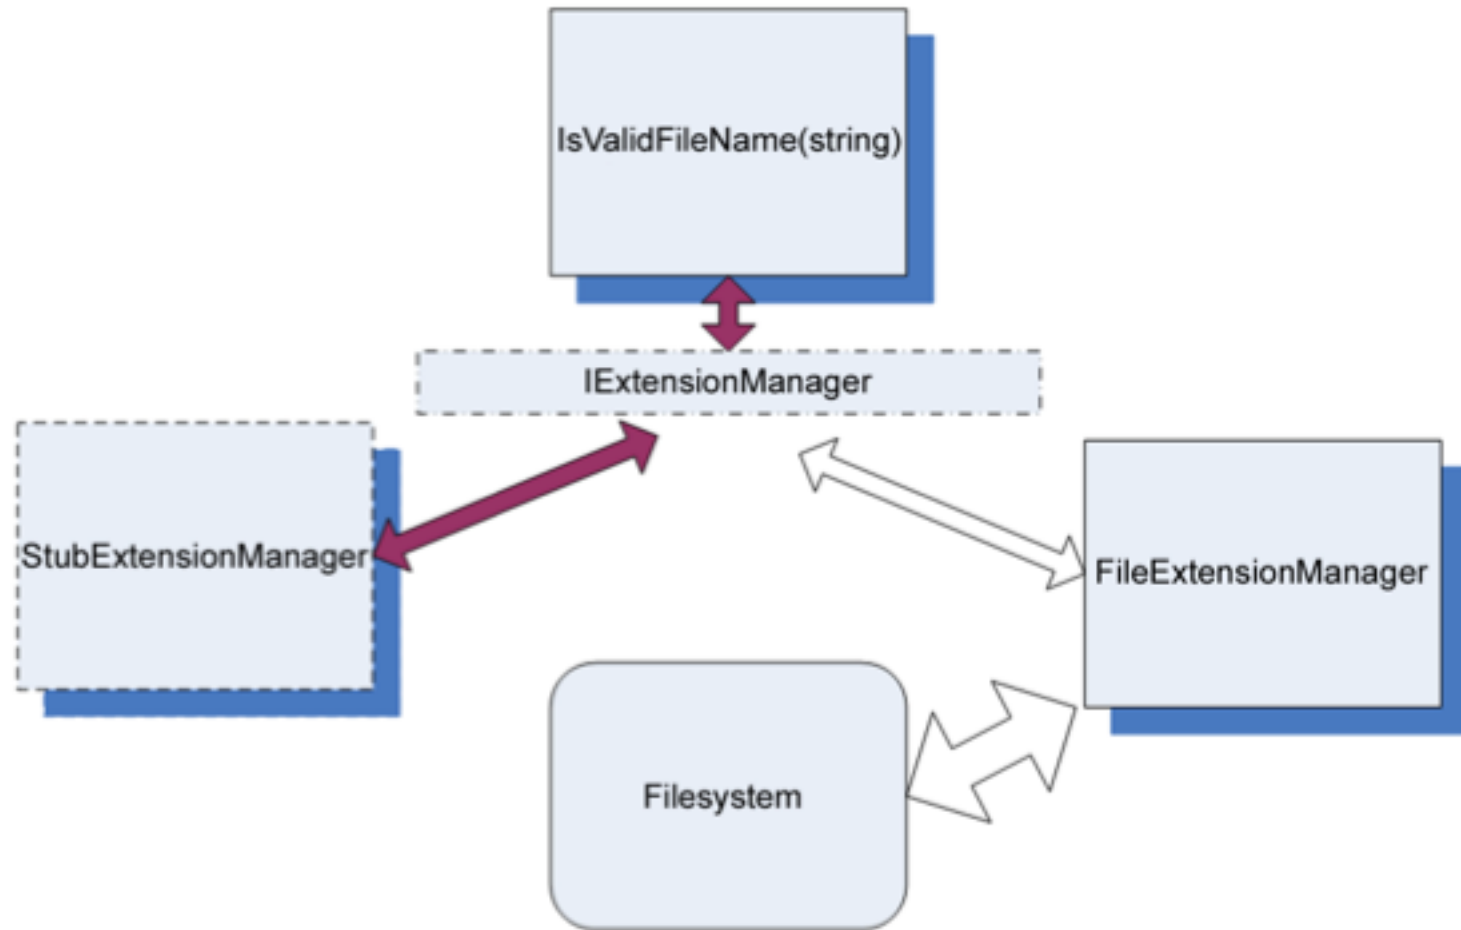 IsValidFileName(string)
IExtensionManager
StubExtensionManager
FileExtensionManager
Filesystem